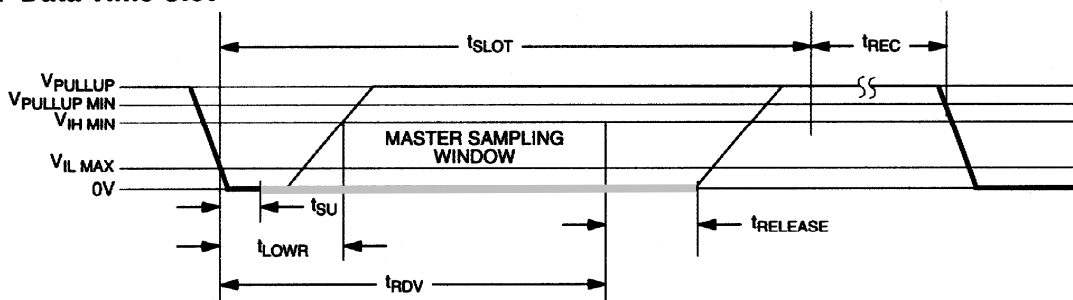 Data Time Slot
tSLOT
tREC
VPULLUP
VPULLUP MIN
VIH MIN
MASTER SAMPLING
WINDOW
VIL MAX
0V
tSU
tRELEASE
tLOWR
tRDV